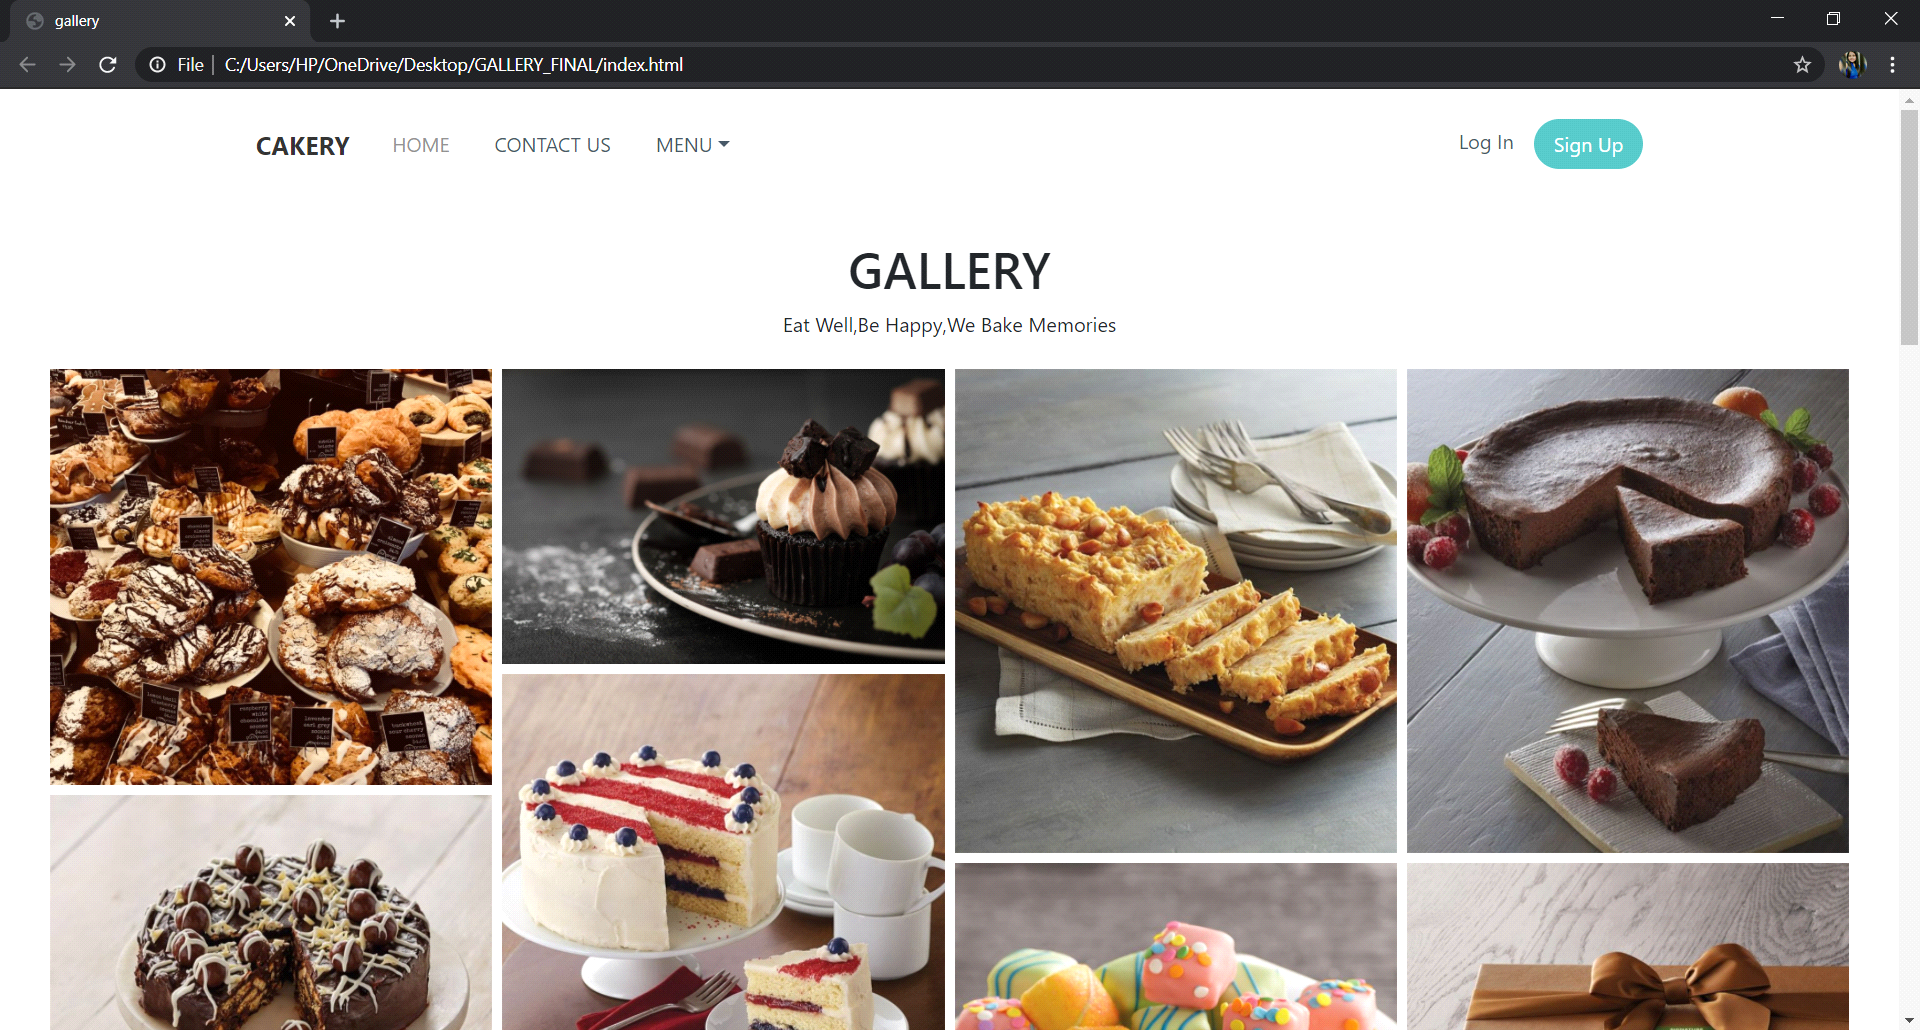 gallery
File C:/Users/HP/OneDrive/Desktop/GALLERY_FINAL/index.html
CAKERY HOME CONTACT US MENU Log In Sign Up
GALLERY
Eat Well,Be Happy,We Bake Memories